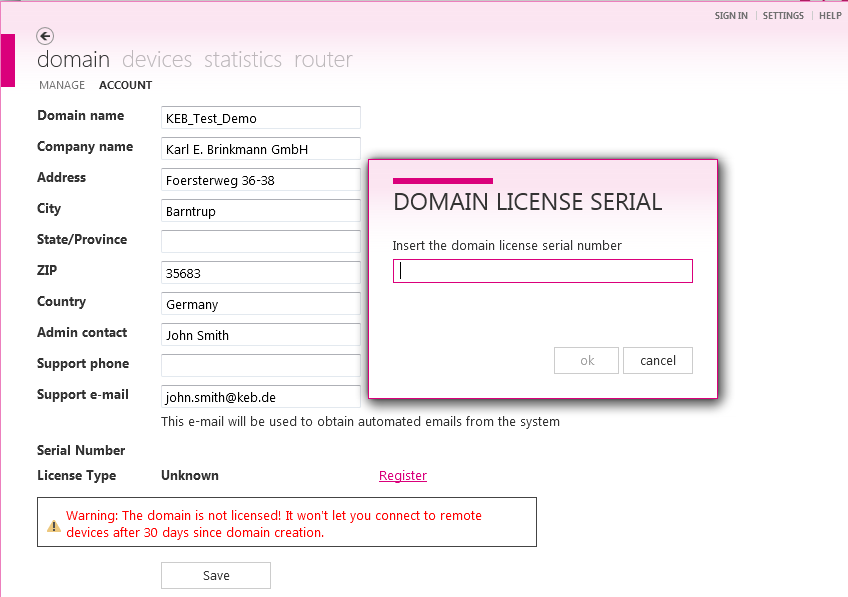 SIGN IN | SETTINGS | HELP
domain devices statistics router
MANAGE ACCOUNT
Domain name KEB_Test_Demo
Company name Karl E. Brinkmann GmbH
Address Foersterweg 36-38
City Barntrup
State/Province
ZIP 35683
Country Germany
Admin contact John Smith
Support phone
Support e-mail john.smith@keb.de
This e-mail will be used to obtain automated emails from the system
DOMAIN LICENSE SERIAL
Insert the domain license serial number
ok cancel
Serial Number
License Type Unknown Register
Warning: The domain is not licensed! It won't let you connect to remote
devices after 30 days since domain creation.
Save